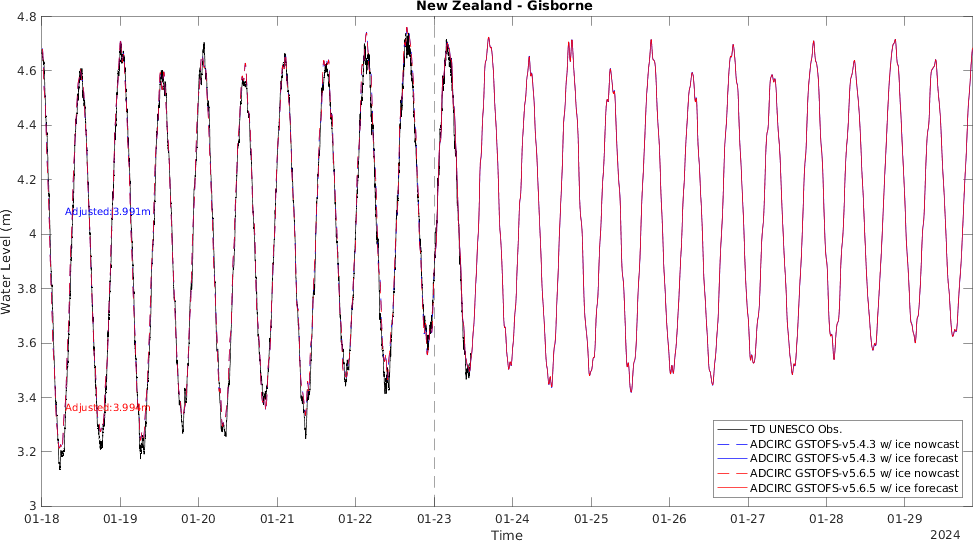 New Zealand - Gisborne
4.8
4.6
4.4
4.2
4
3.8
3.6
3.4
3.2
3
Water Level (m)
Adjusted:3.991m
Adjusted:3.994m
TD UNESCO Obs.
ADCIRC GSTOFS-v5.4.3 w/ ice nowcast
ADCIRC GSTOFS-v5.4.3 w/ ice forecast
ADCIRC GSTOFS-v5.6.5 w/ ice nowcast
ADCIRC GSTOFS-v5.6.5 w/ ice forecast
01-18 01-19 01-20 01-21 01-22 01-23 01-24 01-25 01-26 01-27 01-28 01-29
Time
2024